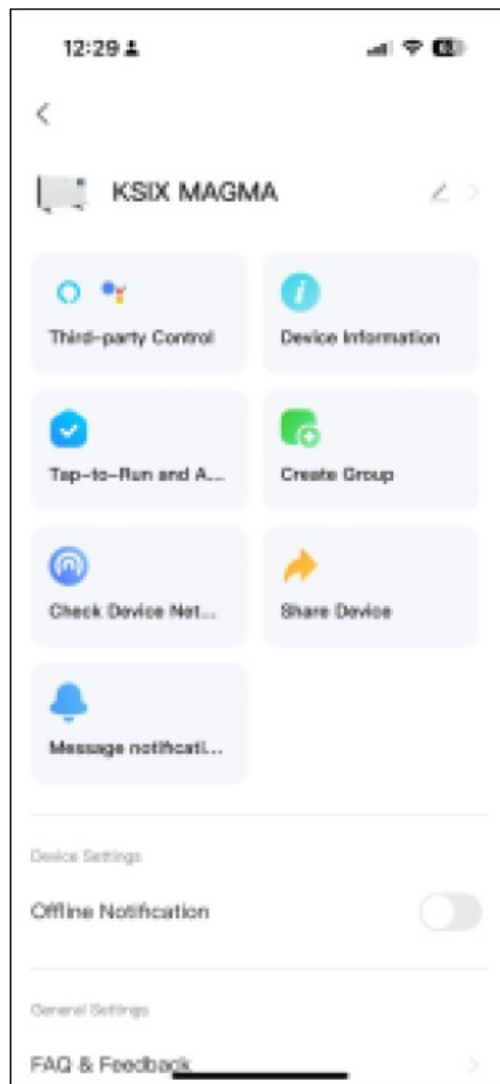 12:29
KSIX MAGMA
Third-party Control
Device Information
Tap-to-Run and A...
Create Group
Check Device Net...
Share Device
Message notificati...
Device Settings
Offline Notification
General Settings
FAQ & Feedback